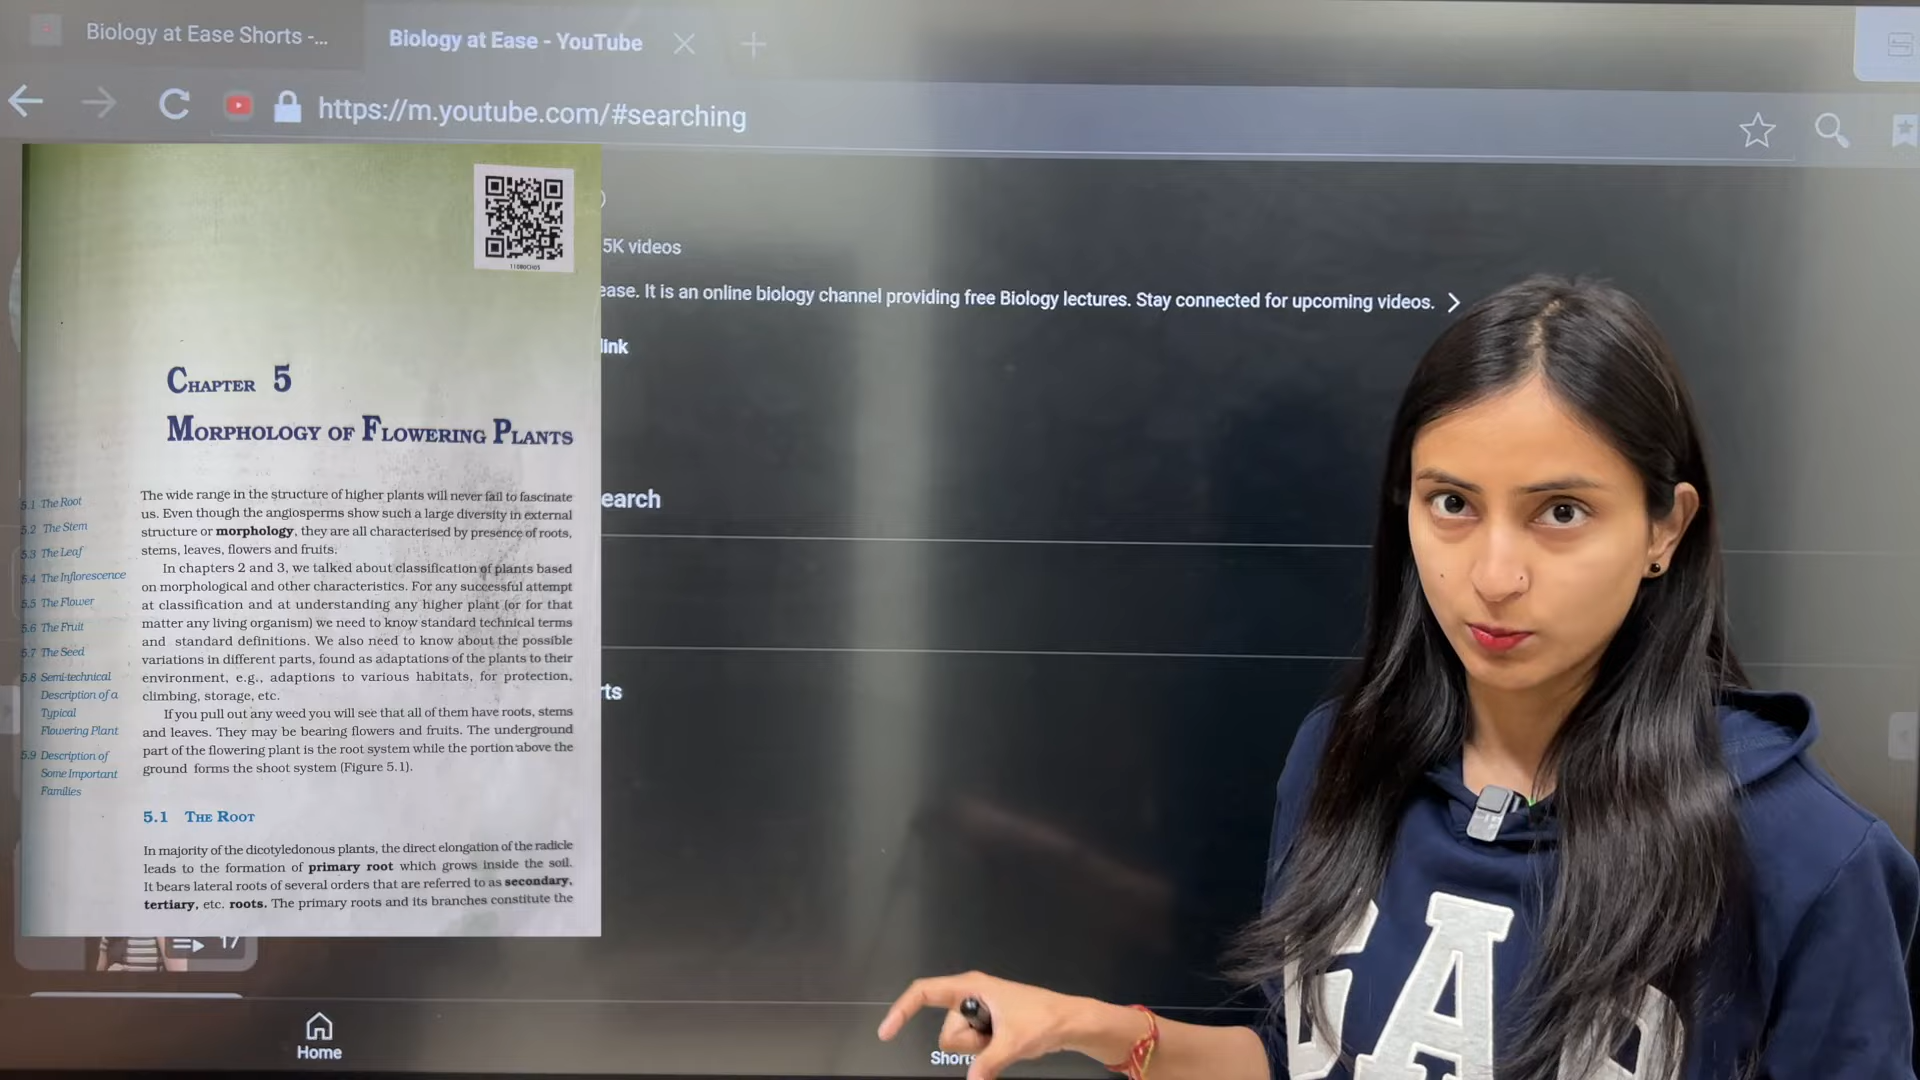 Biology at Ease Shorts -...
Biology at Ease - YouTube
https://m.youtube.com/#searching
5K videos
ease. It is an online biology channel providing free Biology lectures. Stay connected for upcoming videos.
link
earch
rts
11080CH05
CHAPTER 5
MORPHOLOGY OF FLOWERING PLANTS
5.1 The Root
5.2 The Stem
5.3 The Leaf
5.4 The Inflorescence
5.5 The Flower
5.6 The Fruit
5.7 The Seed
5.8 Semi-technical
Description of a
Typical
Flowering Plant
5.9 Description of
Some Important
Families
The wide range in the structure of higher plants will never fail to fascinate
us. Even though the angiosperms show such a large diversity in external
structure or morphology, they are all characterised by presence of roots,
stems, leaves, flowers and fruits.
In chapters 2 and 3, we talked about classification of plants based
on morphological and other characteristics. For any successful attempt
at classification and at understanding any higher plant (or for that
matter any living organism) we need to know standard technical terms
and standard definitions. We also need to know about the possible
variations in different parts, found as adaptations of the plants to their
environment, e.g., adaptions to various habitats, for protection,
climbing, storage, etc.
If you pull out any weed you will see that all of them have roots, stems
and leaves. They may be bearing flowers and fruits. The underground
part of the flowering plant is the root system while the portion above the
ground forms the shoot system (Figure 5.1).
5.1 THE ROOT
In majority of the dicotyledonous plants, the direct elongation of the radicle
leads to the formation of primary root which grows inside the soil.
It bears lateral roots of several orders that are referred to as secondary,
tertiary, etc. roots. The primary roots and its branches constitute the
17
Home
Shorts
GAP